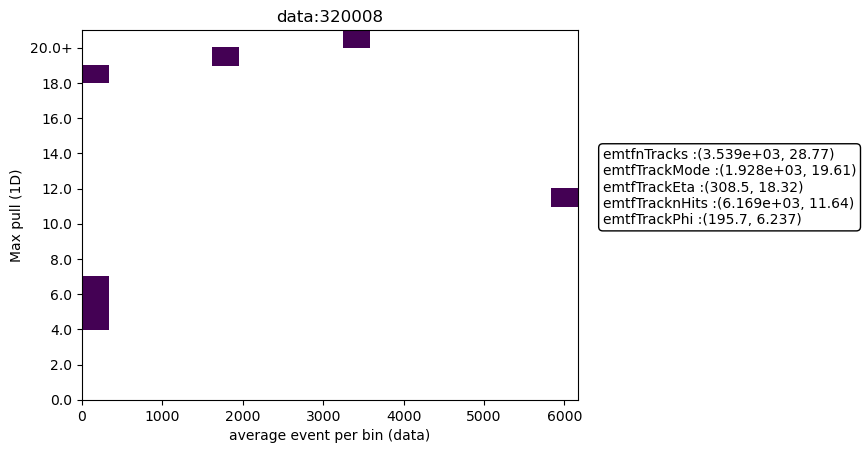 data:320008
20.0+
18.0
16.0
14.0
12.0
10.0
8.0
6.0
4.0
2.0
0.0
Max pull (1D)
0 1000 2000 3000 4000 5000 6000
average event per bin (data)
emtfnTracks :(3.539e+03, 28.77)
emtfTrackMode :(1.928e+03, 19.61)
emtfTrackEta :(308.5, 18.32)
emtfTracknHits :(6.169e+03, 11.64)
emtfTrackPhi :(195.7, 6.237)